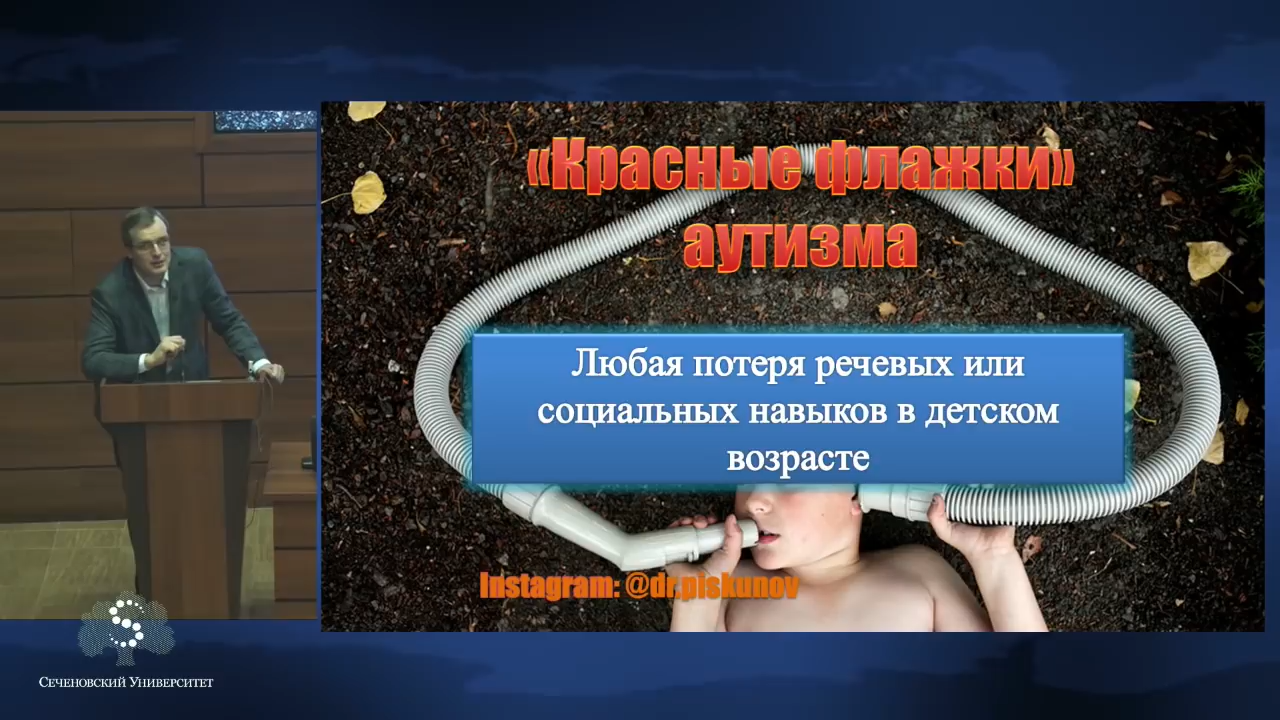 «Красные флажки»
аутизма
Любая потеря речевых или
социальных навыков в детском
возрасте
Instagram: @dr.piskunov
Сеченовский Университет